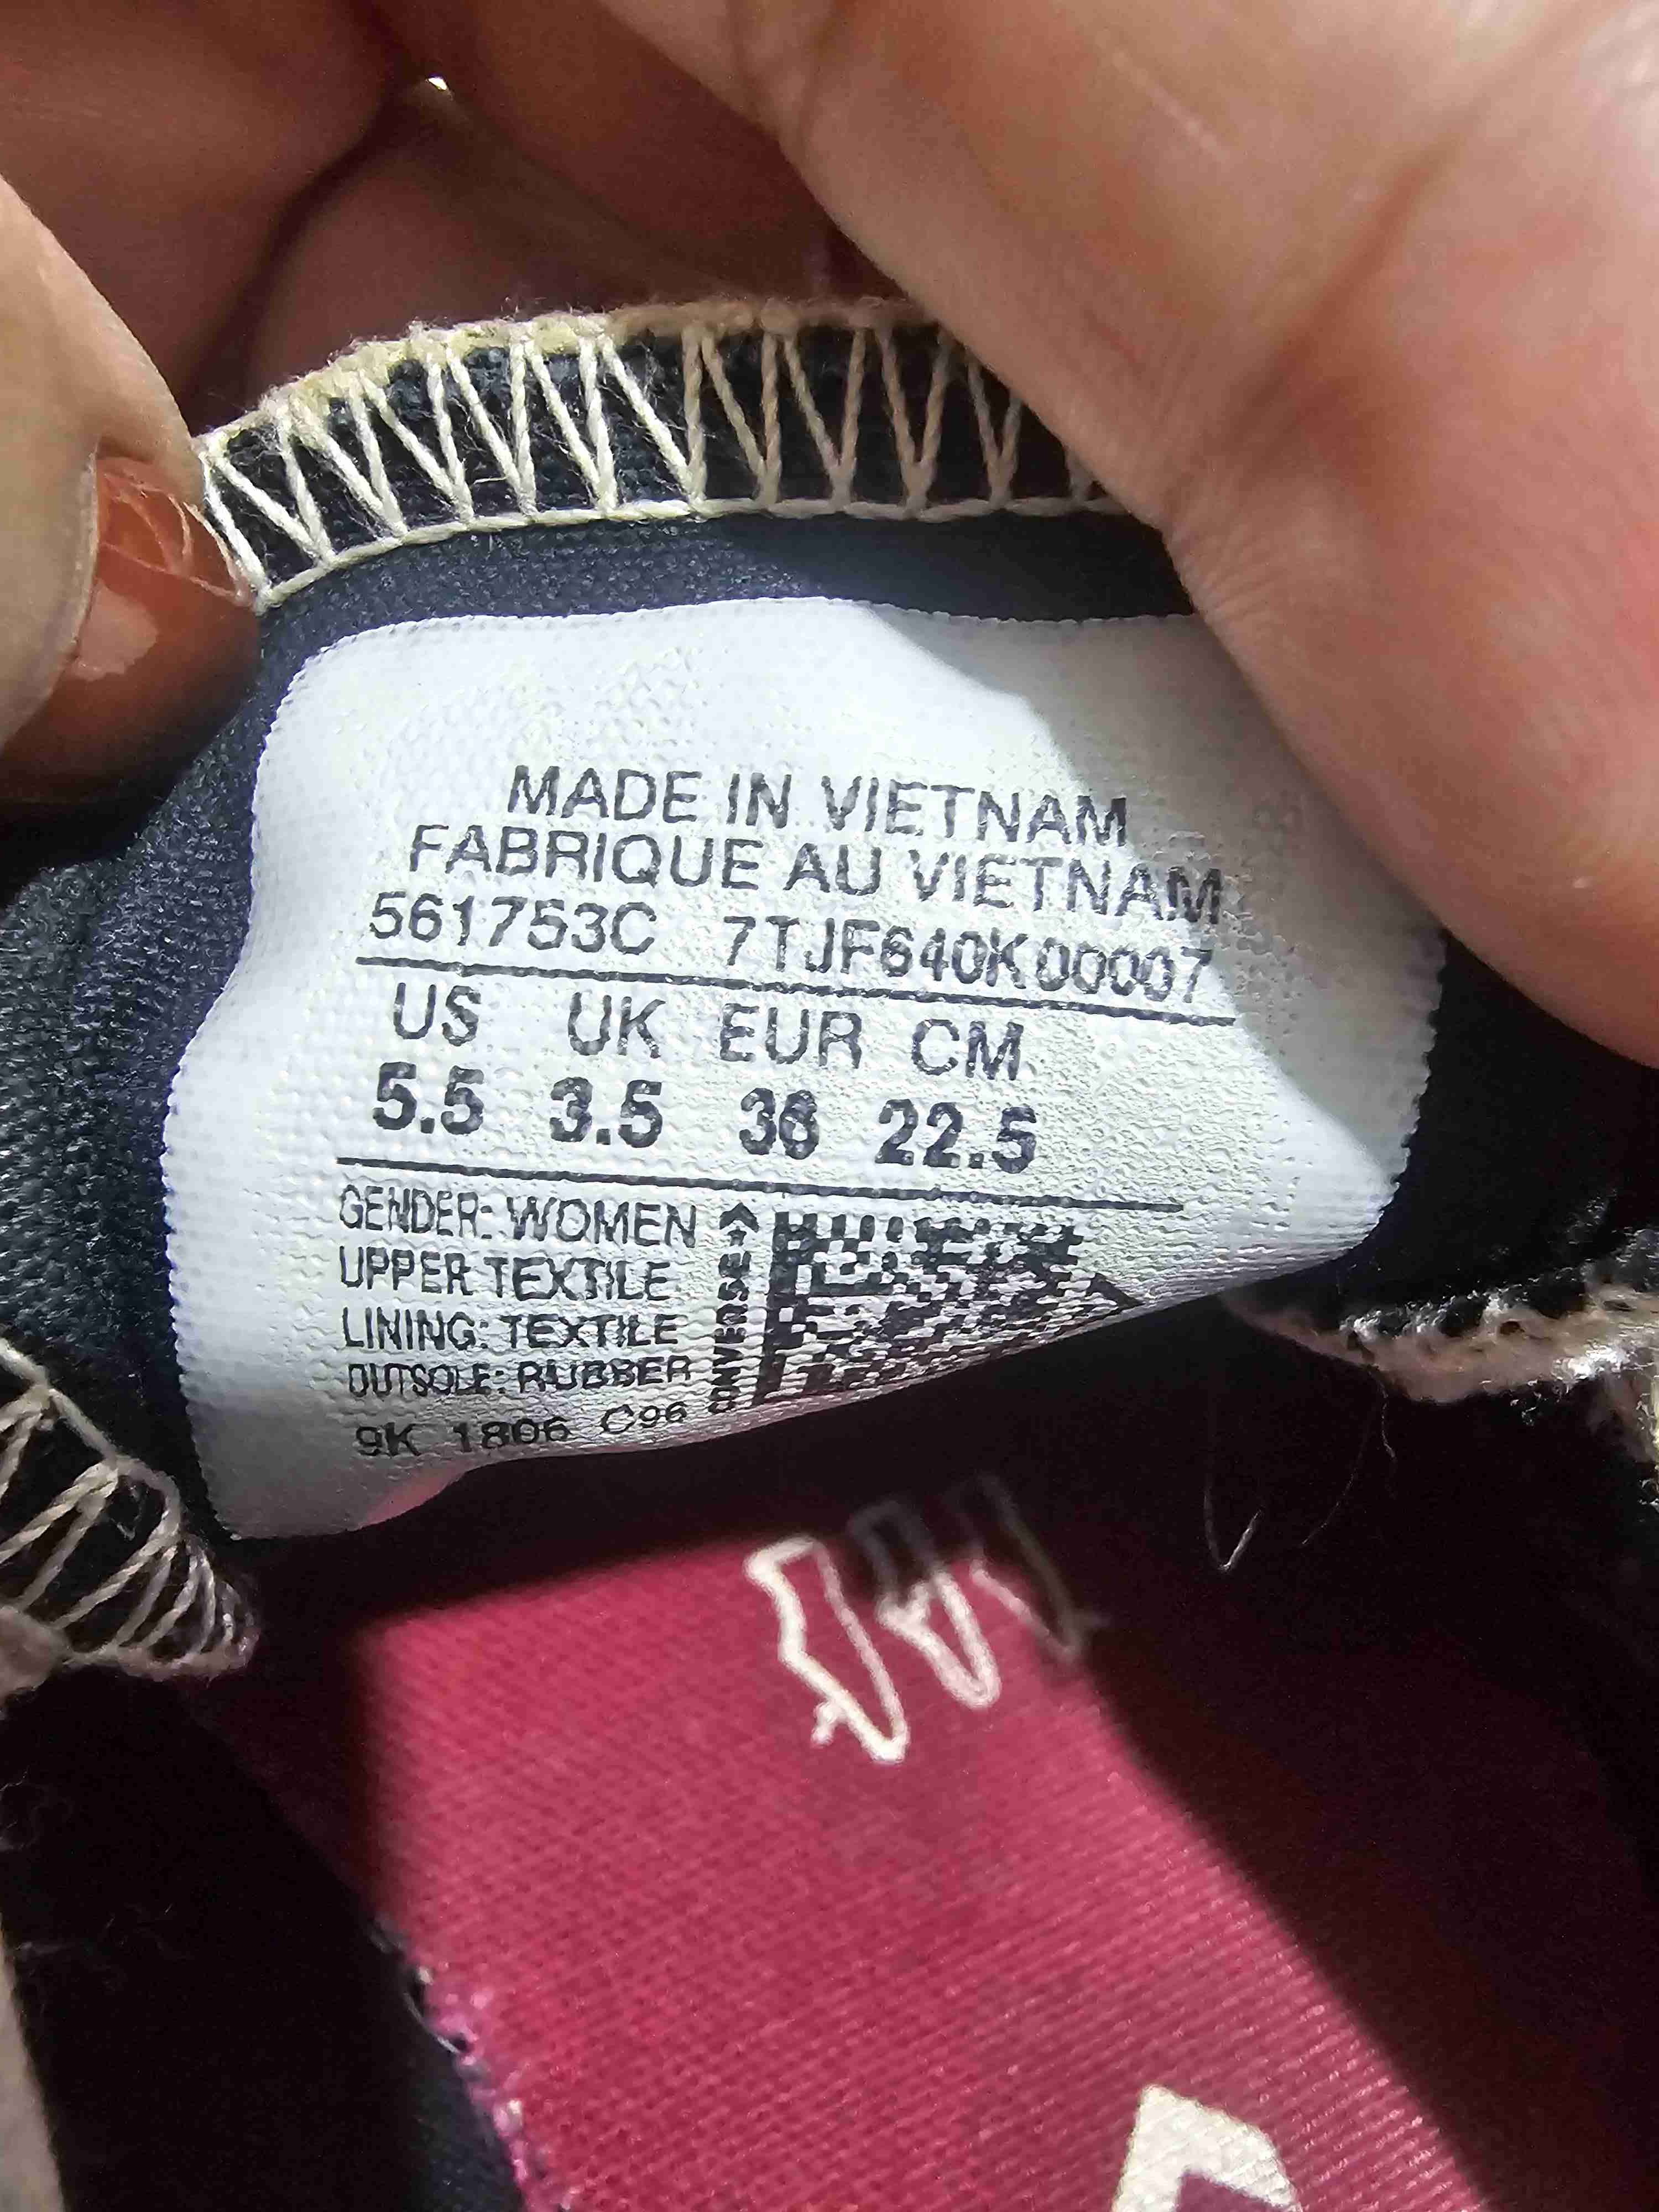 MADE IN VIETNAM
FABRIQUE AU VIETNAM
561753C 7TJF640K00007
US UK EUR CM
5.5 3.5 36 22.5
GENDER: WOMEN
UPPER TEXTILE
LINING: TEXTILE
OUTSOLE: RUBBER
9K 1806 C96
CONVERSE